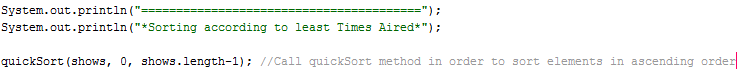 System.out.println("========================================");
System.out.println("*Sorting according to least Times Aired*");
quickSort(shows, 0, shows.length-1); //Call quickSort method in order to sort elements in ascending order